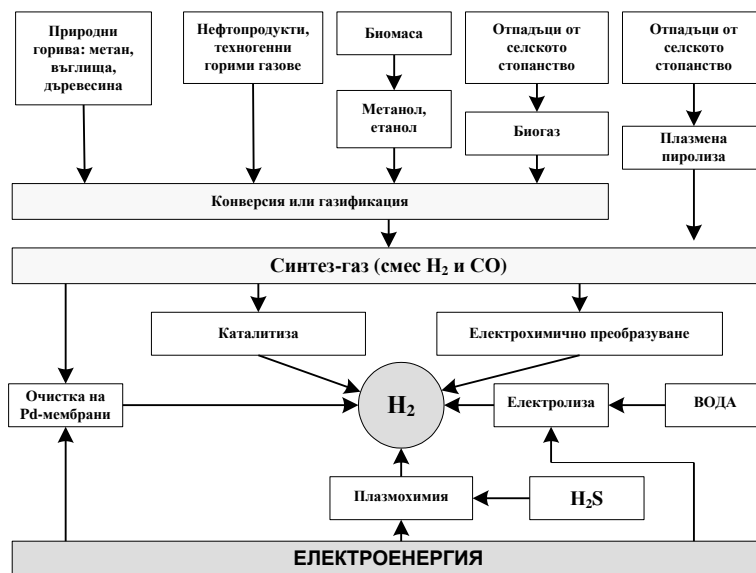 Природни
горива: метан,
въглища,
дъревесина
Нефтопродукти,
техногенни
горими газове
Биомаса
Отпадъци от
селското
стопанство
Отпадъци от
селското
стопанство
Метанол,
етанол
Биогаз
Плазмена
пиролиза
Конверсия или газификация
Синтез-газ (смес H₂ и CO)
Каталитиза
Електрохимично преобразуване
Очистка на
Pd-мембрани
H₂
Електролиза
ВОДА
Плазмохимия
H₂S
ЕЛЕКТРОЕНЕРГИЯ